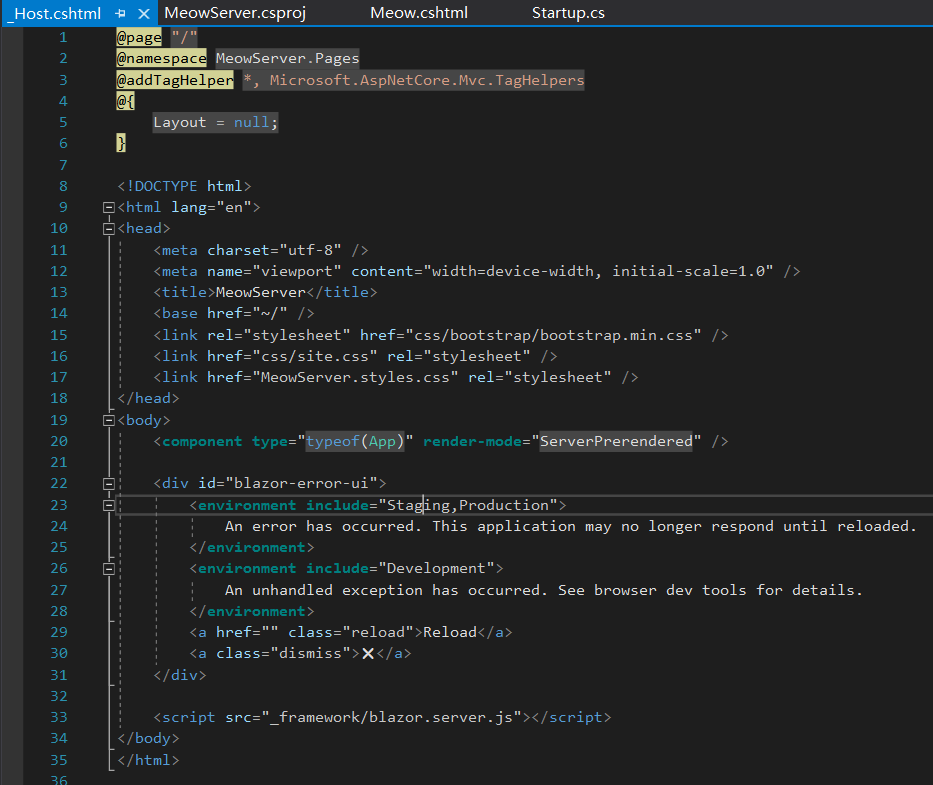 _Host.cshtml MeowServer.csproj Meow.cshtml Startup.cs
1 @page "/"
2 @namespace MeowServer.Pages
3 @addTagHelper *, Microsoft.AspNetCore.Mvc.TagHelpers
4 @{
5 Layout = null;
6 }
7
8 <!DOCTYPE html>
9 <html lang="en">
10 <head>
11 <meta charset="utf-8" />
12 <meta name="viewport" content="width=device-width, initial-scale=1.0" />
13 <title>MeowServer</title>
14 <base href="~/" />
15 <link rel="stylesheet" href="css/bootstrap/bootstrap.min.css" />
16 <link href="css/site.css" rel="stylesheet" />
17 <link href="MeowServer.styles.css" rel="stylesheet" />
18 </head>
19 <body>
20 <component type="typeof(App)" render-mode="ServerPrerendered" />
21
22 <div id="blazor-error-ui">
23 <environment include="Staging,Production">
24 An error has occurred. This application may no longer respond until reloaded.
25 </environment>
26 <environment include="Development">
27 An unhandled exception has occurred. See browser dev tools for details.
28 </environment>
29 <a href="" class="reload">Reload</a>
30 <a class="dismiss">🗙</a>
31 </div>
32
33 <script src="_framework/blazor.server.js"></script>
34 </body>
35 </html>
36